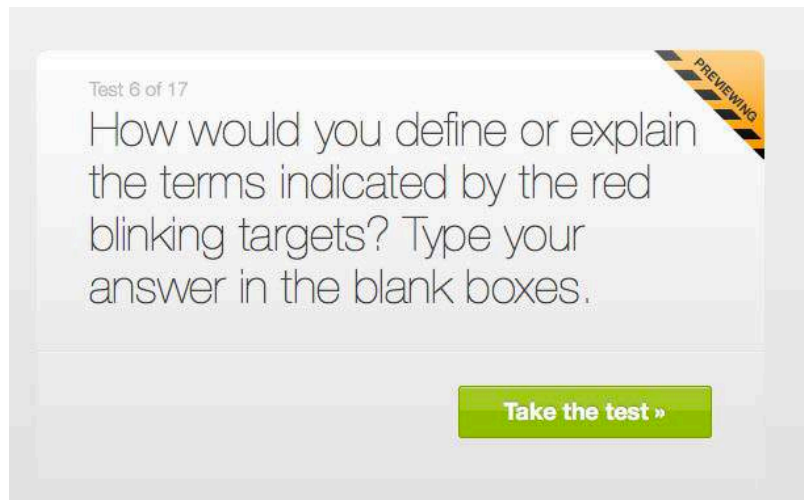 Test 6 of 17
PREVIEWING
How would you define or explain
the terms indicated by the red
blinking targets? Type your
answer in the blank boxes.
Take the test »